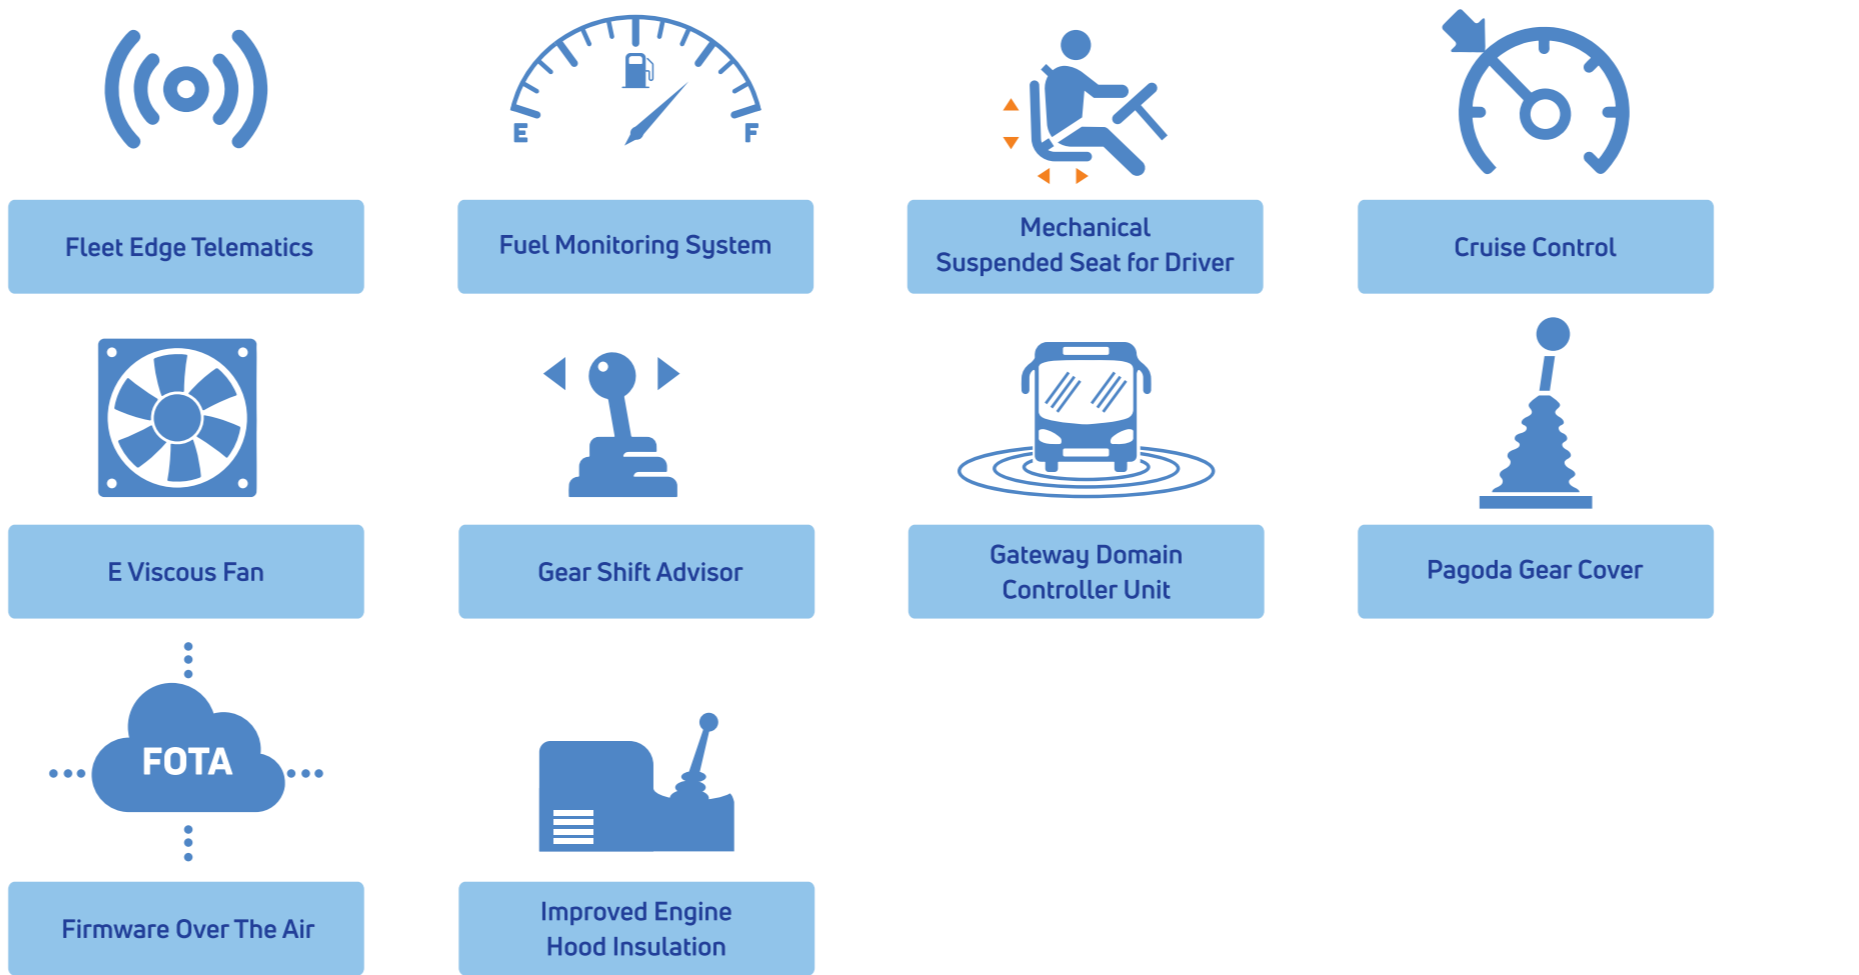 E
F
Fleet Edge Telematics
Fuel Monitoring System
Mechanical
Suspended Seat for Driver
Cruise Control
E Viscous Fan
Gear Shift Advisor
Gateway Domain
Controller Unit
Pagoda Gear Cover
FOTA
Firmware Over The Air
Improved Engine
Hood Insulation